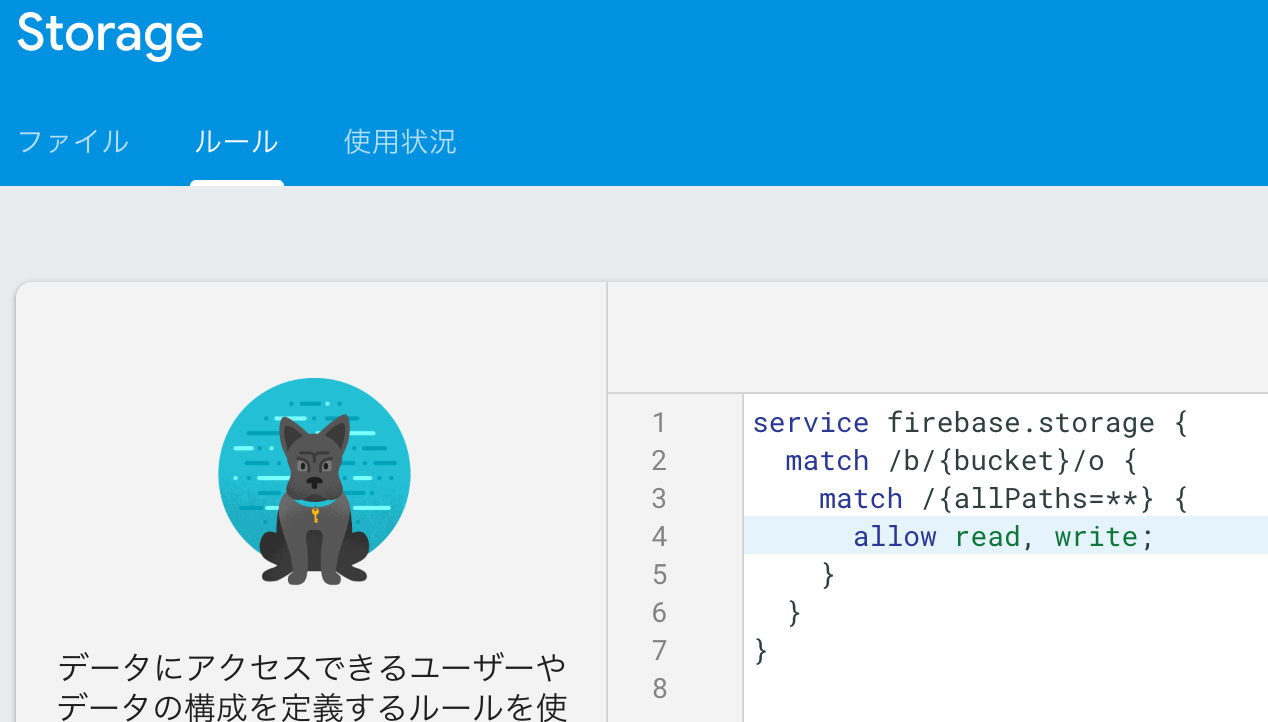 Storage
ファイル ルール 使用状況
データにアクセスできるユーザーや
データの構成を定義するルールを使
1 service firebase.storage {
2 match /b/{bucket}/o {
3 match /{allPaths=**} {
4 allow read, write;
5 }
6 }
7 }
8